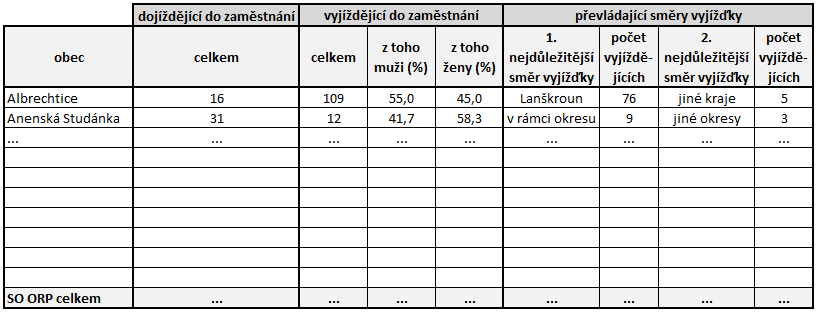 dojíždějící do zaměstnání vyjíždějící do zaměstnání převládající směry vyjížďky
obec celkem celkem z toho muži (%) z toho ženy (%) 1. nejdůležitější směr vyjížďky počet vyjíždě-jících 2. nejdůležitější směr vyjížďky počet vyjíždě-jících
Albrechtice 16 109 55,0 45,0 Lanškroun 76 jiné kraje 5
Anenská Studánka 31 12 41,7 58,3 v rámci okresu 9 jiné okresy 3
... ... ... ... ... ... ... ... ...
SO ORP celkem ... ... ... ... ... ... ... ...